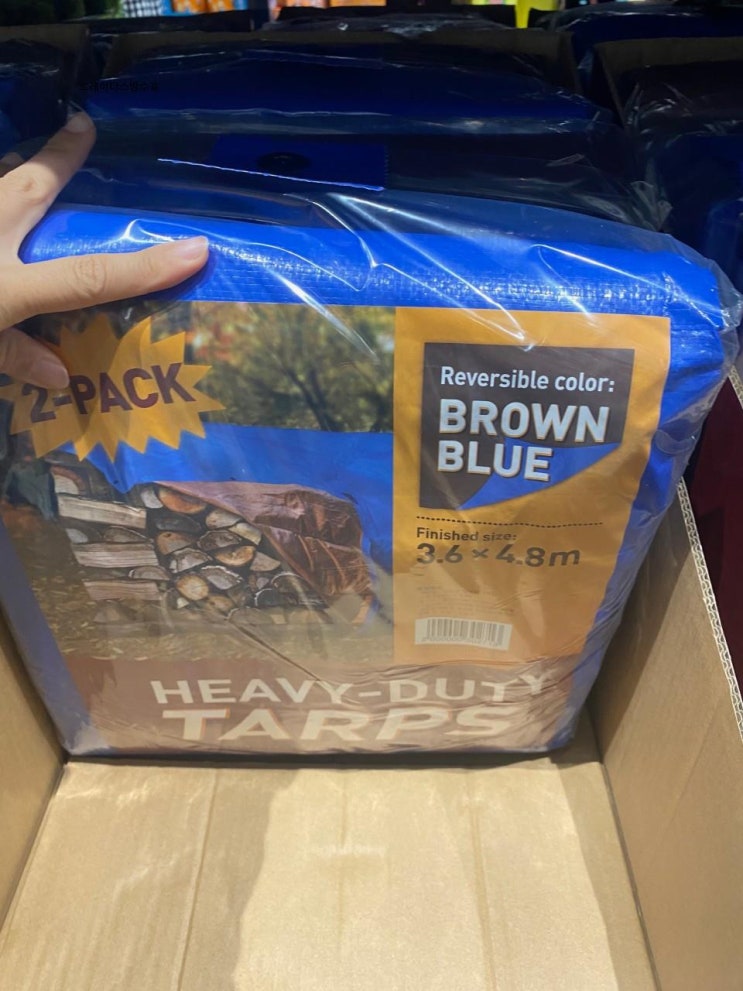 2-PACK
Reversible color:
BROWN
BLUE
Finished size:
3.6 × 4.8m
HEAVY-DUTY
TARPS